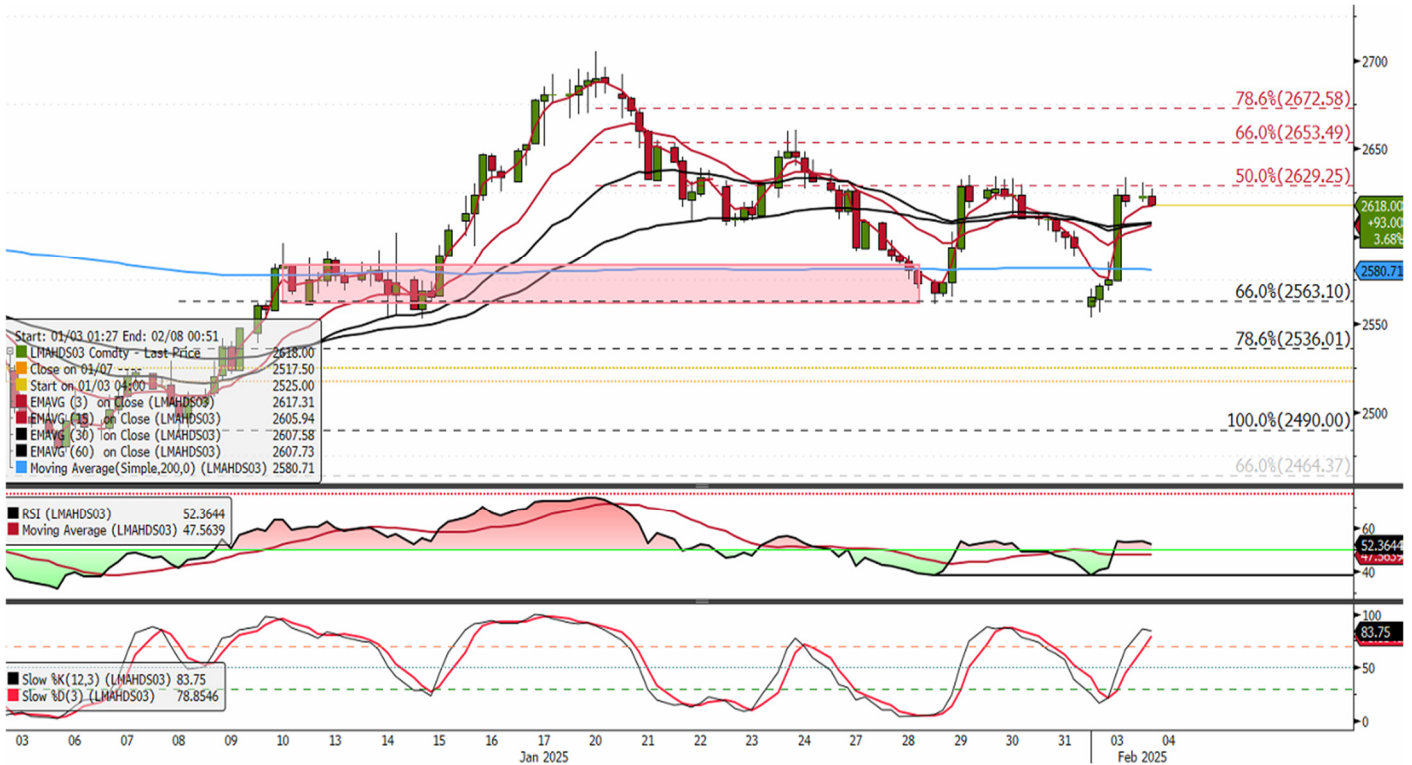 2700
78.6%(2672.58)
66.0%(2653.49)
2650
50.0%(2629.25)
2618.00
+93.00
3.68%
2580.71
66.0%(2563.10)
2550
78.6%(2536.01)
100.0%(2490.00)
2500
66.0%(2464.37)
Start: 01/03 01:27 End: 02/08 00:51
LMAHDS03 Comdty - Last Price 2618.00
Close on 01/07 ---- 2517.50
Start on 01/03 04:00 2525.00
EMAVG (3) on Close (LMAHDS03) 2617.31
EMAVG (15) on Close (LMAHDS03) 2605.94
EMAVG (30) on Close (LMAHDS03) 2607.58
EMAVG (60) on Close (LMAHDS03) 2607.73
Moving Average(Simple,200,0) (LMAHDS03) 2580.71
RSI (LMAHDS03) 52.3644
Moving Average (LMAHDS03) 47.5639
60
52.3644
47.5639
40
Slow %K(12,3) (LMAHDS03) 83.75
Slow %D(3) (LMAHDS03) 78.8546
100
83.75
50
0
03 06 07 08 09 10 13 14 15 16 17 20 21 22 23 24 27 28 29 30 31 03 04
Jan 2025 Feb 2025